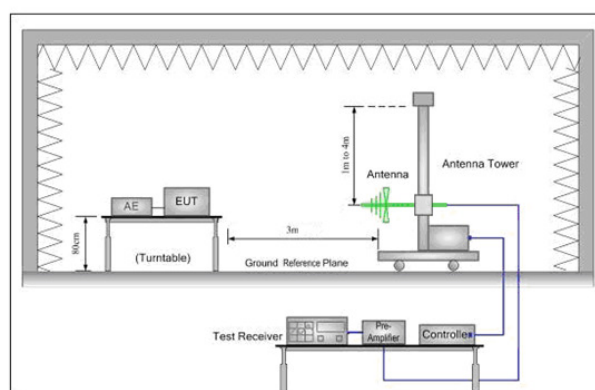 1m to 4m
Antenna
Antenna Tower
AE
EUT
80cm
(Turntable)
3m
Ground Reference Plane
Test Receiver
Pre-
Amplifier
Controller